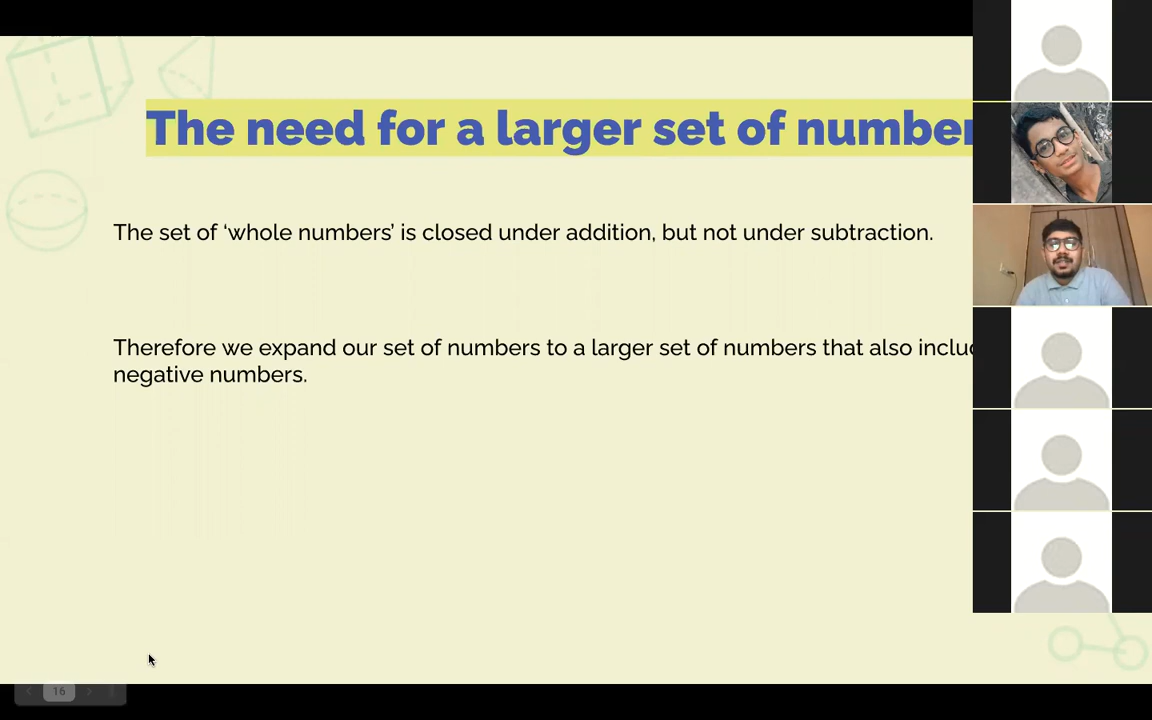 The need for a larger set of number
The set of ‘whole numbers’ is closed under addition, but not under subtraction.
Therefore we expand our set of numbers to a larger set of numbers that also inclu
negative numbers.
16